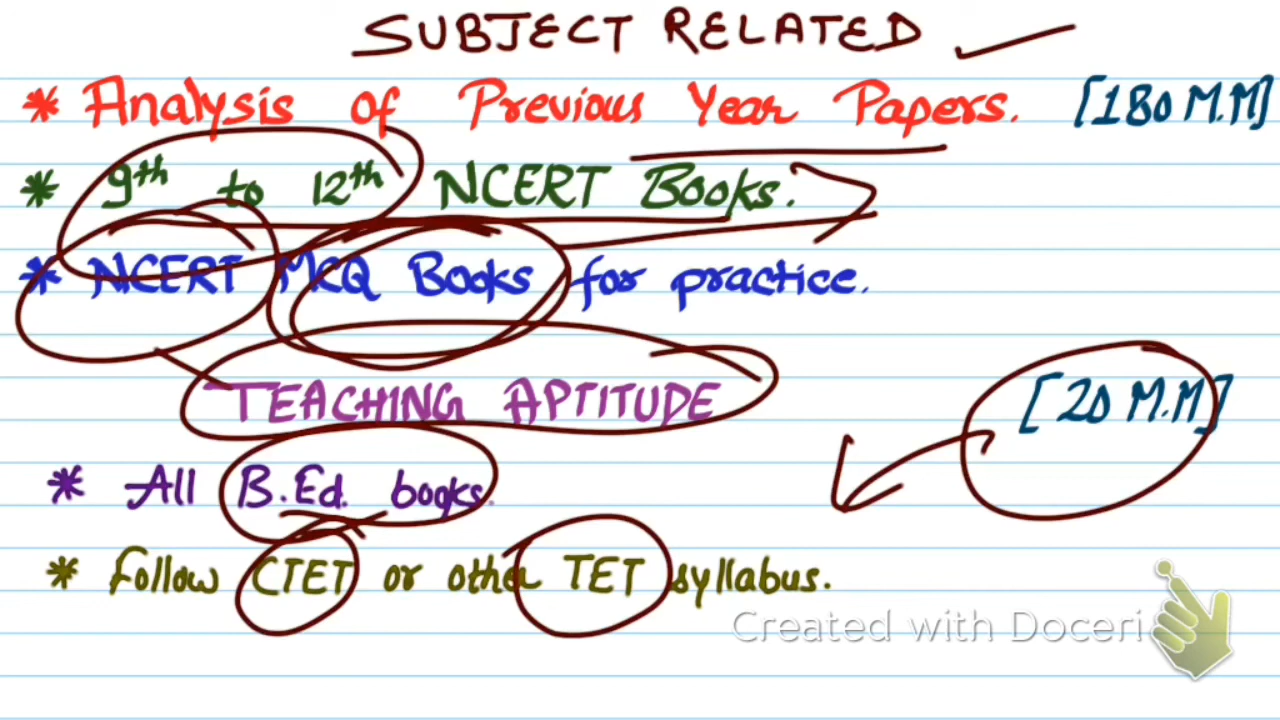 SUBJECT RELATED
* Analysis of Previous Year Papers. [180 M.M]
* 9th to 12th NCERT Books.
* NCERT MCQ Books for practice.
TEACHING APTITUDE [20 M.M]
* All B.Ed. books.
* Follow CTET or other TET syllabus.
Created with Doceri